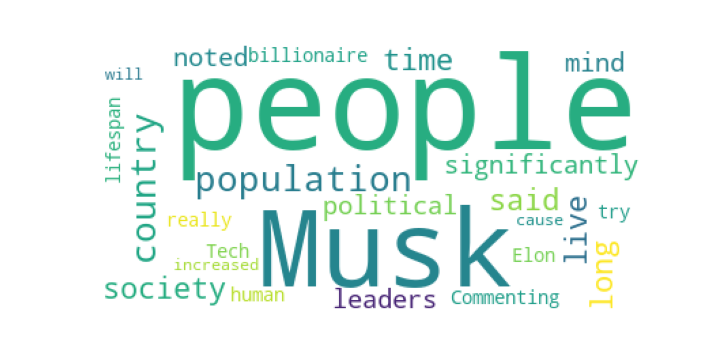 people
noted
billionaire
time
mind
will
lifespan
country
population
significantly
political
said
really
Musk
live
cause
try
Tech
increased
Elon
long
society
human
leaders
Commenting